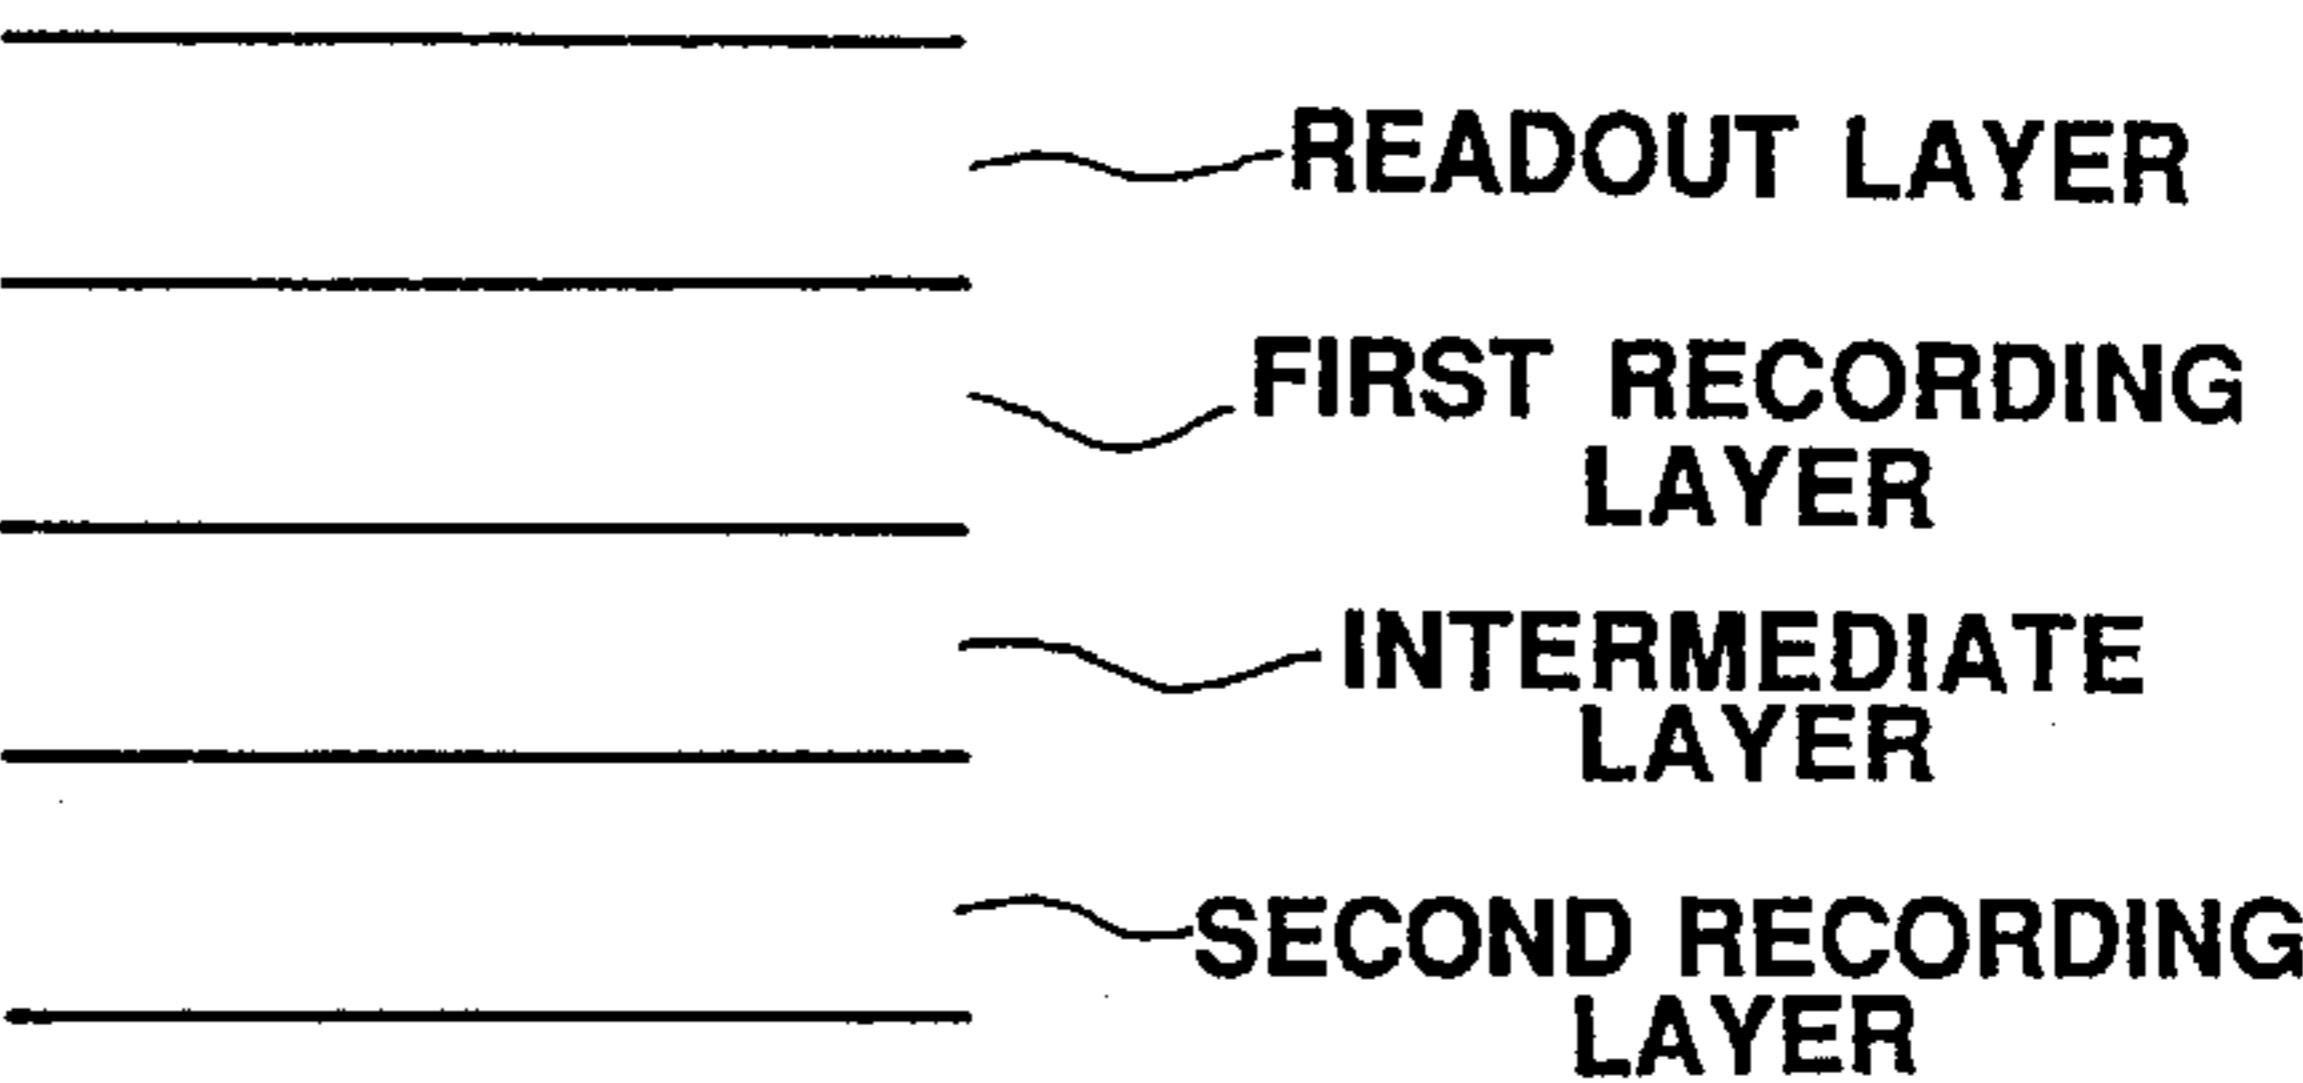 READOUT LAYER
FIRST RECORDING
LAYER
INTERMEDIATE
LAYER
SECOND RECORDING
LAYER